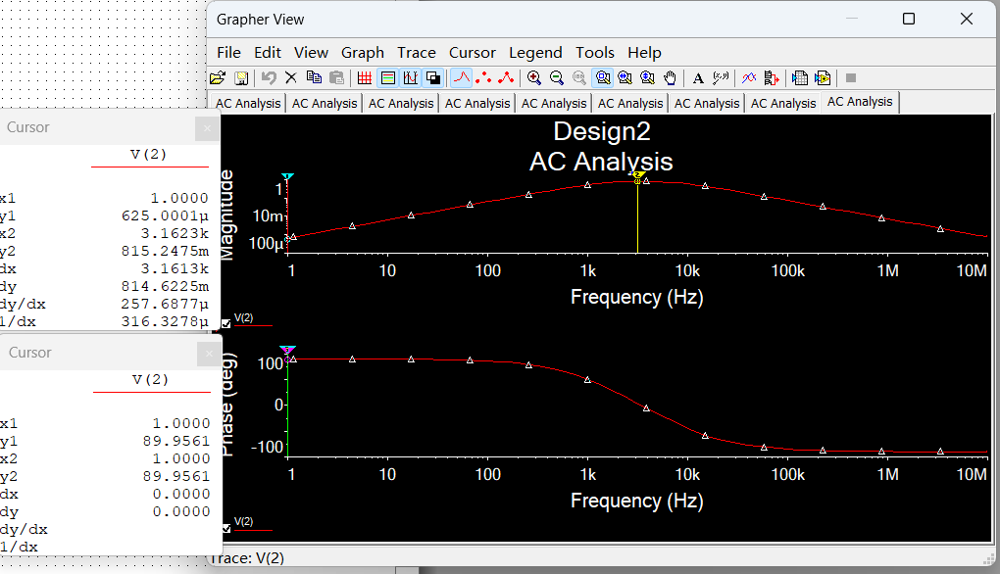 Grapher View
File Edit View Graph Trace Cursor Legend Tools Help
AC Analysis AC Analysis AC Analysis AC Analysis AC Analysis AC Analysis AC Analysis AC Analysis AC Analysis
Cursor
V(2)
x1 1.0000
y1 625.0001µ
x2 3.1623k
y2 815.2475m
dx 3.1613k
dy 814.6225m
dy/dx 257.6877µ
1/dx 316.3278µ
Cursor
V(2)
x1 1.0000
y1 89.9561
x2 1.0000
y2 89.9561
dx 0.0000
dy 0.0000
dy/dx
1/dx
Design2
AC Analysis
Magnitude
1
10m
100µ
1 10 100 1k 10k 100k 1M 10M
Frequency (Hz)
V(2)
Phase (deg)
100
0
-100
1 10 100 1k 10k 100k 1M 10M
Frequency (Hz)
V(2)
Trace: V(2)